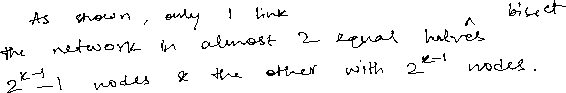 As shown, only 1 link bisect
the network in almost 2 equal halves ^
2^{k-1}-1 nodes & the other with 2^{k-1} nodes.